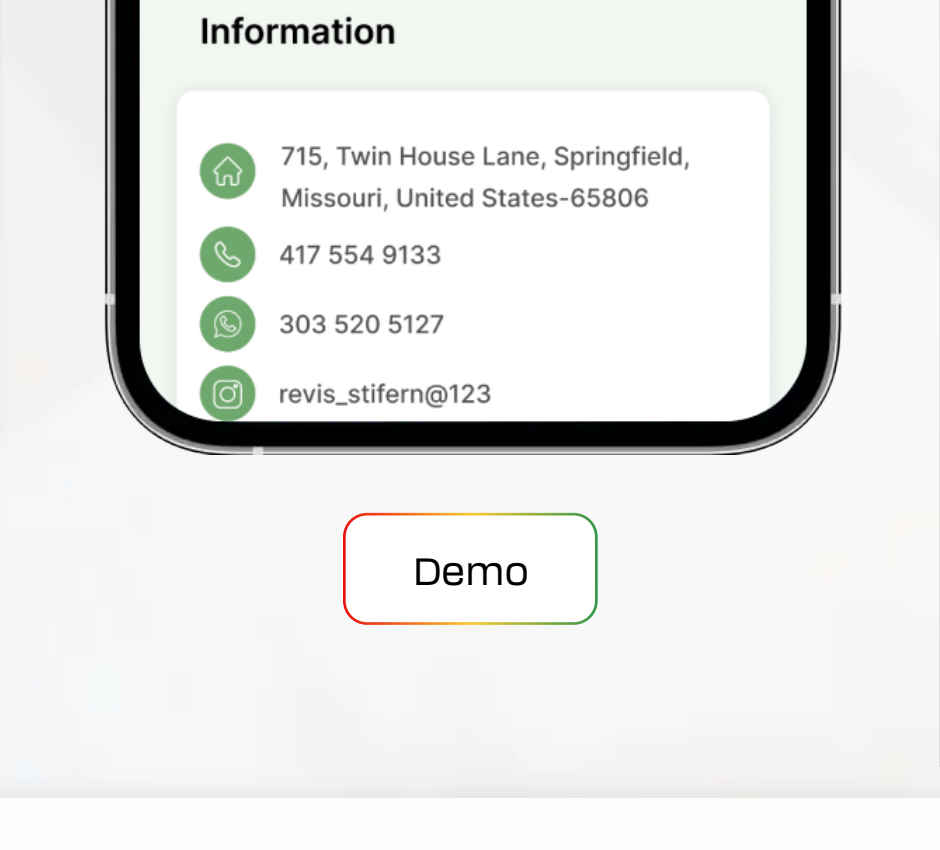 Information
715, Twin House Lane, Springfield,
Missouri, United States-65806
417 554 9133
303 520 5127
revis_stifern@123
Demo